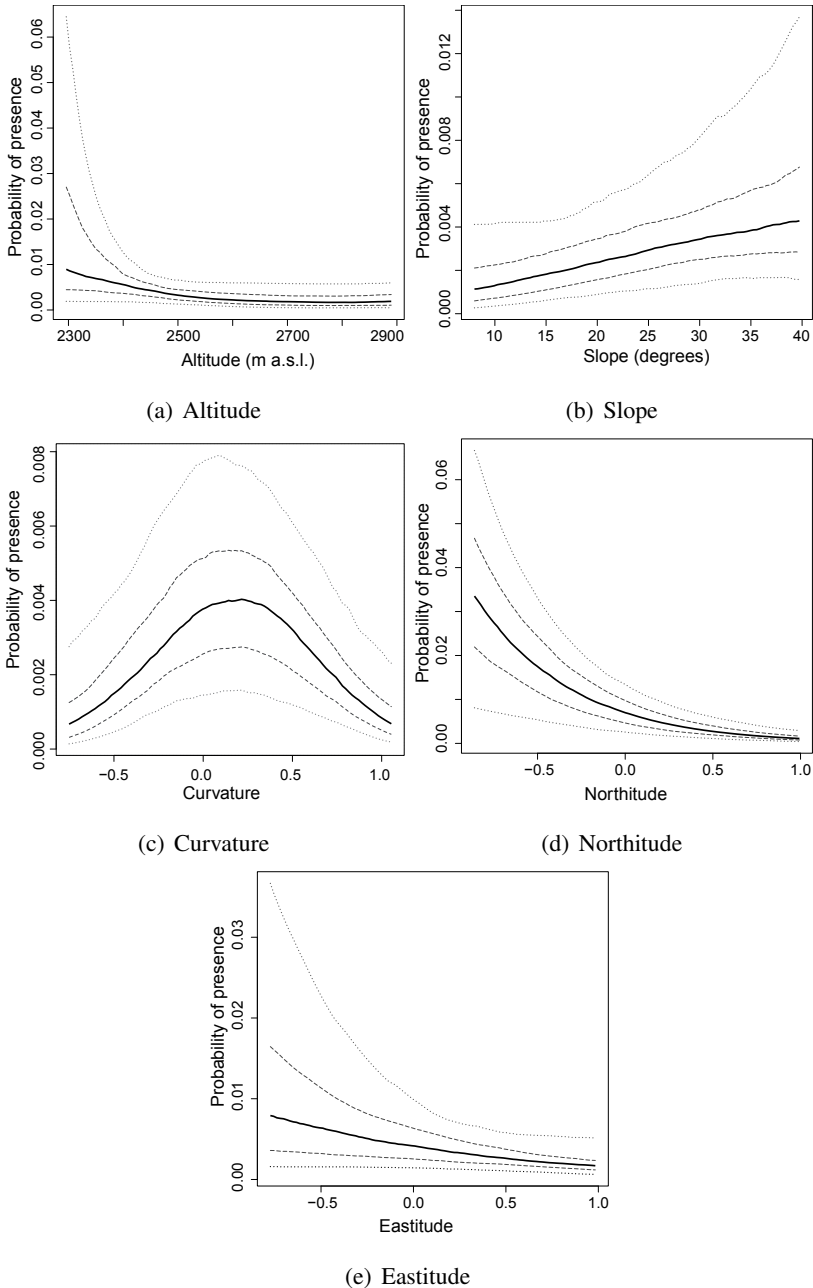 0.00 0.01 0.02 0.03 0.04 0.05 0.06
Probability of presence
2300 2500 2700 2900
Altitude (m a.s.l.)
(a) Altitude
0.000 0.004 0.008 0.012
Probability of presence
10 15 20 25 30 35 40
Slope (degrees)
(b) Slope
0.000 0.002 0.004 0.006 0.008
Probability of presence
−0.5 0.0 0.5 1.0
Curvature
(c) Curvature
0.00 0.02 0.04 0.06
Probability of presence
−0.5 0.0 0.5 1.0
Northitude
(d) Northitude
0.00 0.01 0.02 0.03
Probability of presence
−0.5 0.0 0.5 1.0
Eastitude
(e) Eastitude